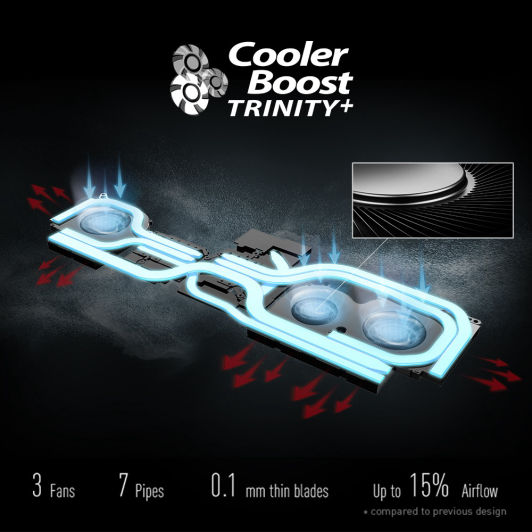 Cooler
Boost
TRINITY+
3 Fans 7 Pipes 0.1 mm thin blades Up to 15% Airflow
* compared to previous design